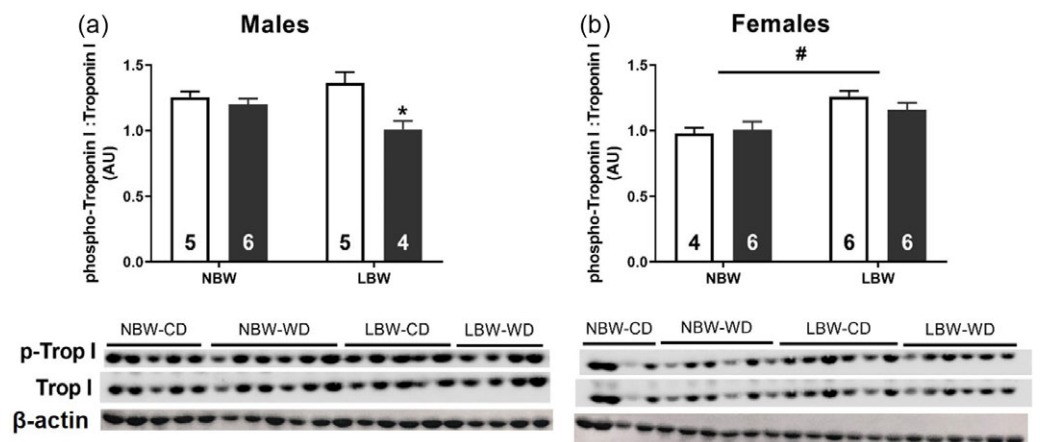 (a)
Males
phospho-Troponin I :Troponin I
(AU)
1.5
1.0
0.5
0.0
*
5
6
5
4
NBW
LBW
NBW-CD
NBW-WD
LBW-CD
LBW-WD
p-Trop I
Trop I
β-actin
(b)
Females
phospho-Troponin I :Troponin I
(AU)
1.5
1.0
0.5
0.0
#
4
6
6
6
NBW
LBW
NBW-CD
NBW-WD
LBW-CD
LBW-WD